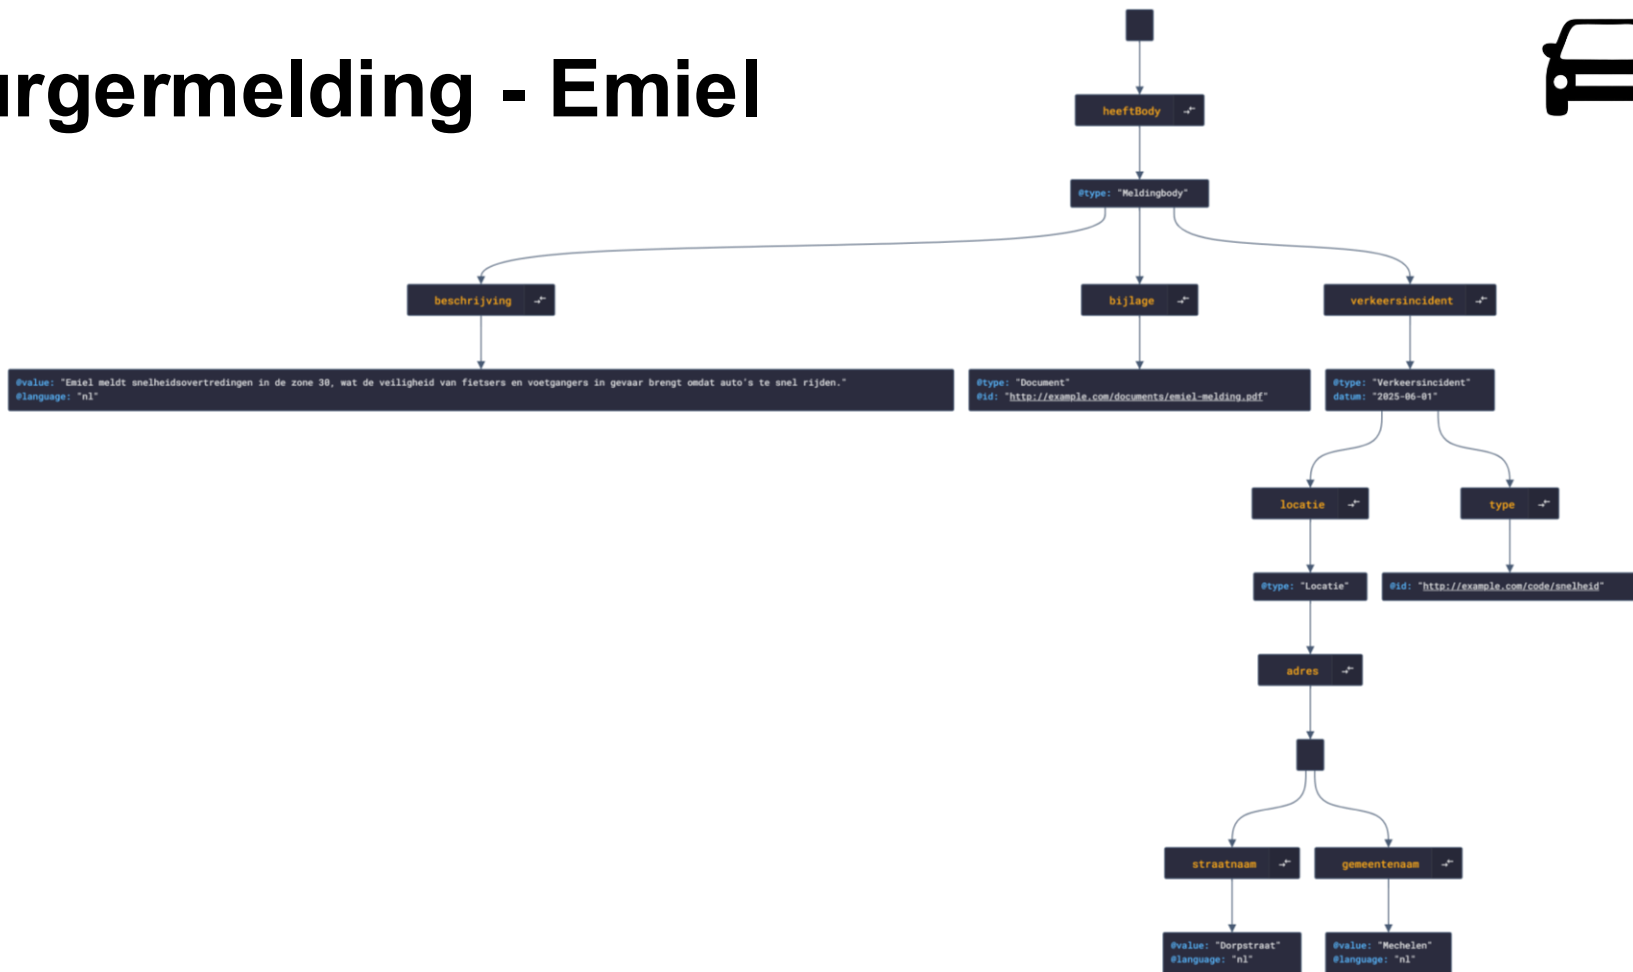 urgermelding - Emiel
heeftBody
@type: "Meldingbody"
beschrijving
bijlage
verkeersincident
@value: "Emiel meldt snelheidsovertredingen in de zone 30, wat de veiligheid van fietsers en voetgangers in gevaar brengt omdat auto's te snel rijden."
@language: "nl"
@type: "Document"
@id: "http://example.com/documents/emiel-melding.pdf"
@type: "Verkeersincident"
datum: "2025-06-01"
locatie
type
@type: "Locatie"
@id: "http://example.com/code/snelheid"
adres
straatnaam
gemeentenaam
@value: "Dorpstraat"
@language: "nl"
@value: "Mechelen"
@language: "nl"